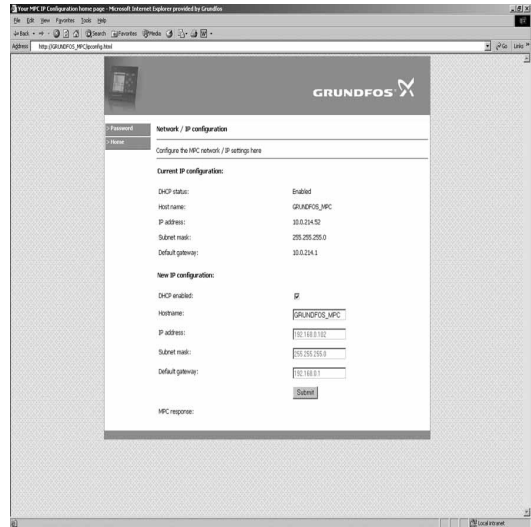 Your MPC IP Configuration home page - Microsoft Internet Explorer provided by Grundfos
File Edit View Favorites Tools Help
Back Search Favorites Media
Address http://GRUNDFOS_MPC/ipconfig.html Go Links »
GRUNDFOS
> Password
> Home
Network / IP configuration
Configure the MPC network / IP settings here
Current IP configuration:
DHCP status: Enabled
Host name: GRUNDFOS_MPC
IP address: 10.0.214.52
Subnet mask: 255.255.255.0
Default gateway: 10.0.214.1
New IP configuration:
DHCP enabled:
Hostname: GRUNDFOS_MPC
IP address: 192.168.0.102
Subnet mask: 255.255.255.0
Default gateway: 192.168.0.1
Submit
MPC response:
Local intranet